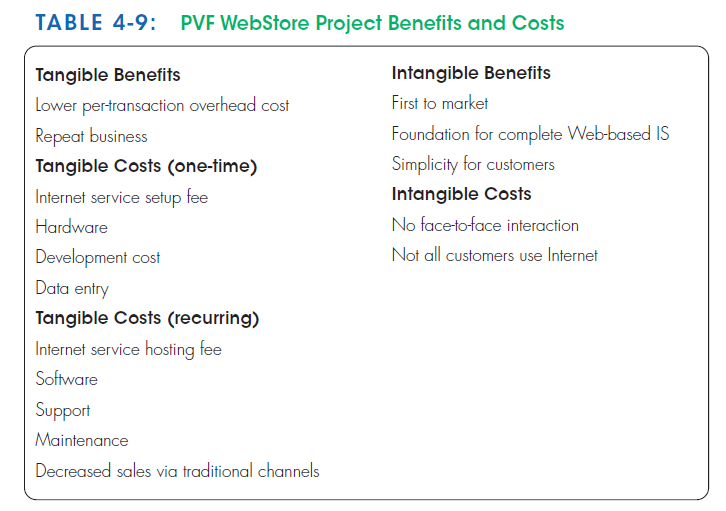 TABLE 4-9: PVF WebStore Project Benefits and Costs
Tangible Benefits
Lower per-transaction overhead cost
Repeat business
Tangible Costs (one-time)
Internet service setup fee
Hardware
Development cost
Data entry
Tangible Costs (recurring)
Internet service hosting fee
Software
Support
Maintenance
Decreased sales via traditional channels
Intangible Benefits
First to market
Foundation for complete Web-based IS
Simplicity for customers
Intangible Costs
No face-to-face interaction
Not all customers use Internet